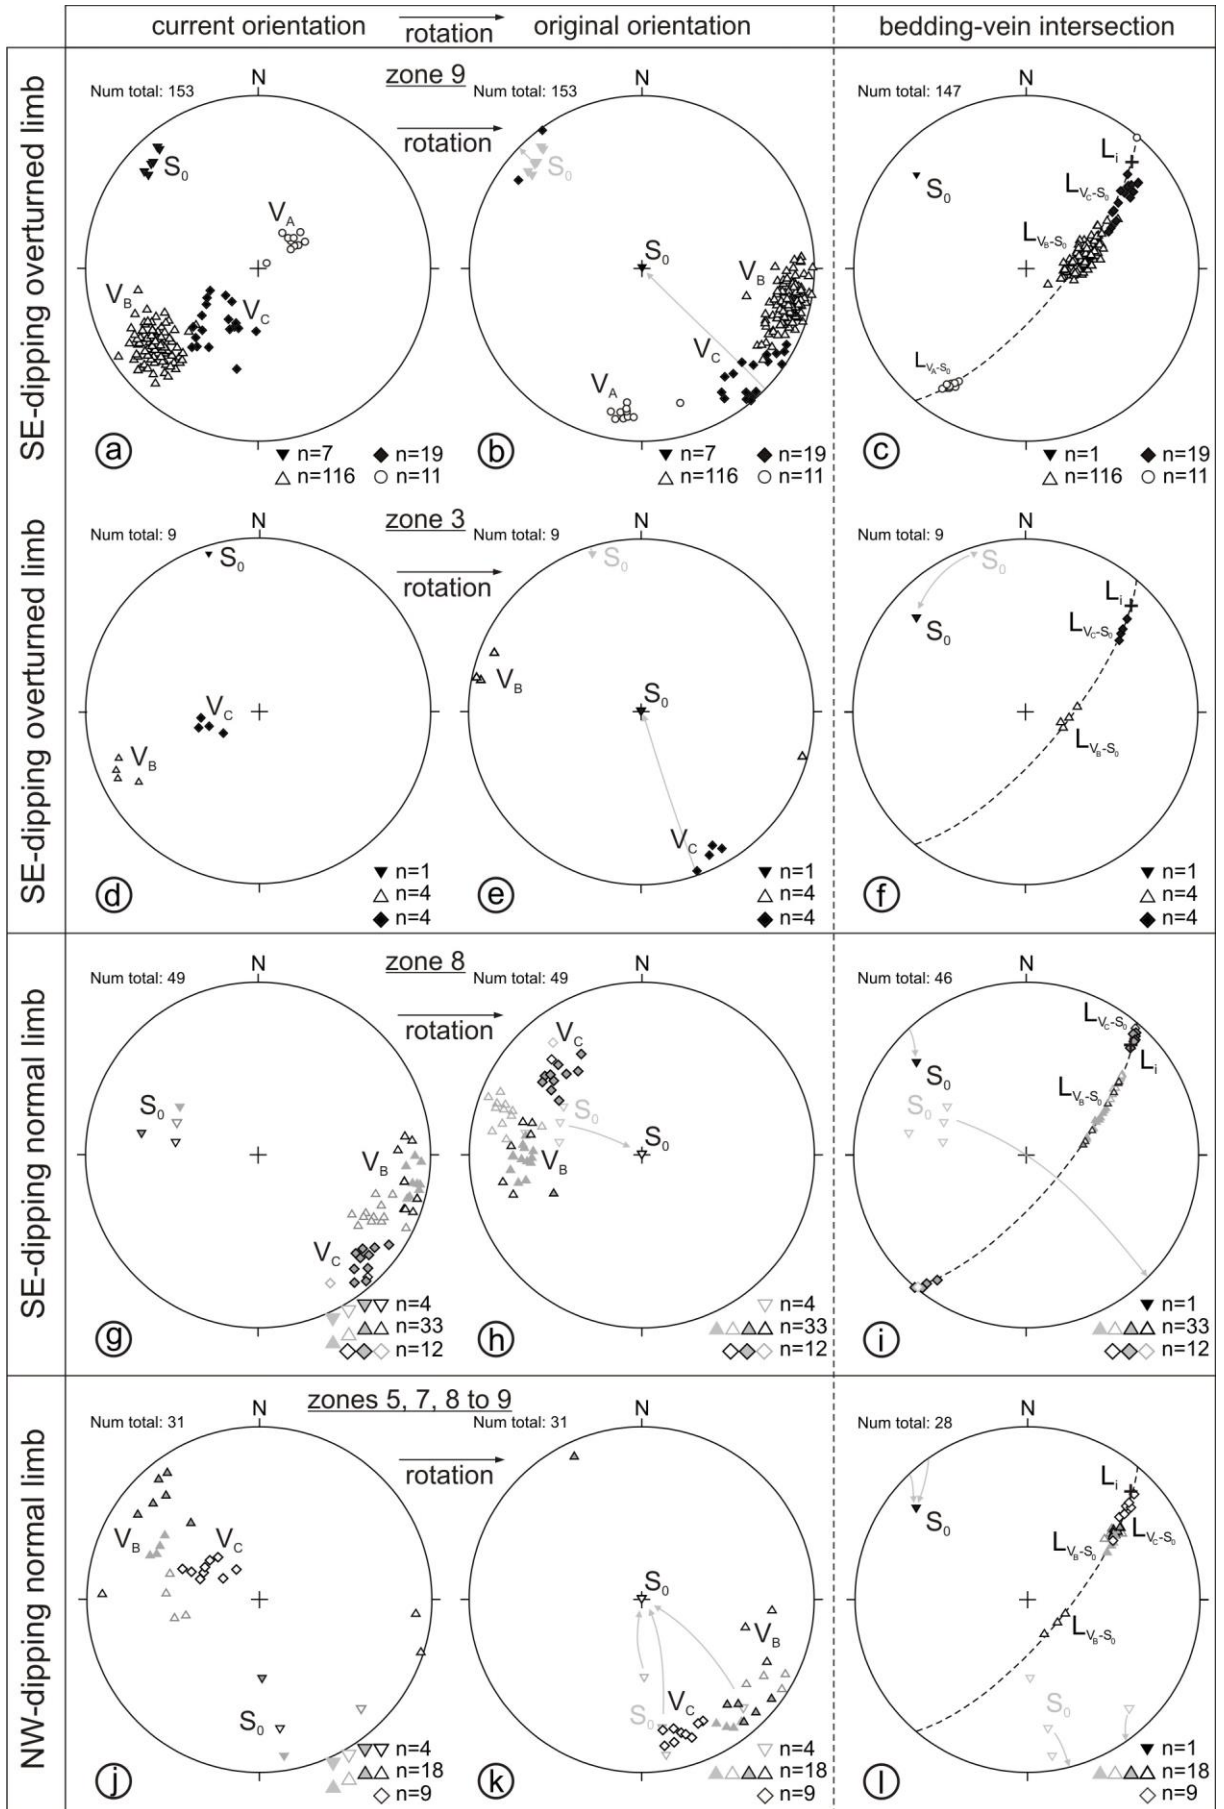 current orientation rotation original orientation bedding-vein intersection
SE-dipping overturned limb
zone 9
Num total: 153
N
rotation
Num total: 153
N
Num total: 147
N
S0
VA
VB
VC
S0
S0
VB
VC
VA
S0
Li
LVC-S0
LVB-S0
LVA-S0
a
n=7 n=19
n=116 n=11
b
n=7 n=19
n=116 n=11
c
n=1 n=19
n=116 n=11
SE-dipping overturned limb
zone 3
Num total: 9
N
rotation
Num total: 9
N
Num total: 9
N
S0
VC
VB
S0
VB
S0
VC
S0
S0
Li
LVC-S0
LVB-S0
d
n=1
n=4
n=4
e
n=1
n=4
n=4
f
n=1
n=4
n=4
SE-dipping normal limb
zone 8
Num total: 49
N
rotation
Num total: 49
N
Num total: 46
N
S0
VB
VC
VC
S0
S0
VB
LVC-S0
Li
S0
LVB-S0
S0
g
n=4
n=33
n=12
h
n=4
n=33
n=12
i
n=1
n=33
n=12
NW-dipping normal limb
zones 5, 7, 8 to 9
Num total: 31
N
rotation
Num total: 31
N
Num total: 28
N
VB
VC
S0
S0
VB
VC
S0
Li
S0
LVC-S0
LVB-S0
LVB-S0
S0
j
n=4
n=18
n=9
k
n=4
n=18
n=9
l
n=1
n=18
n=9